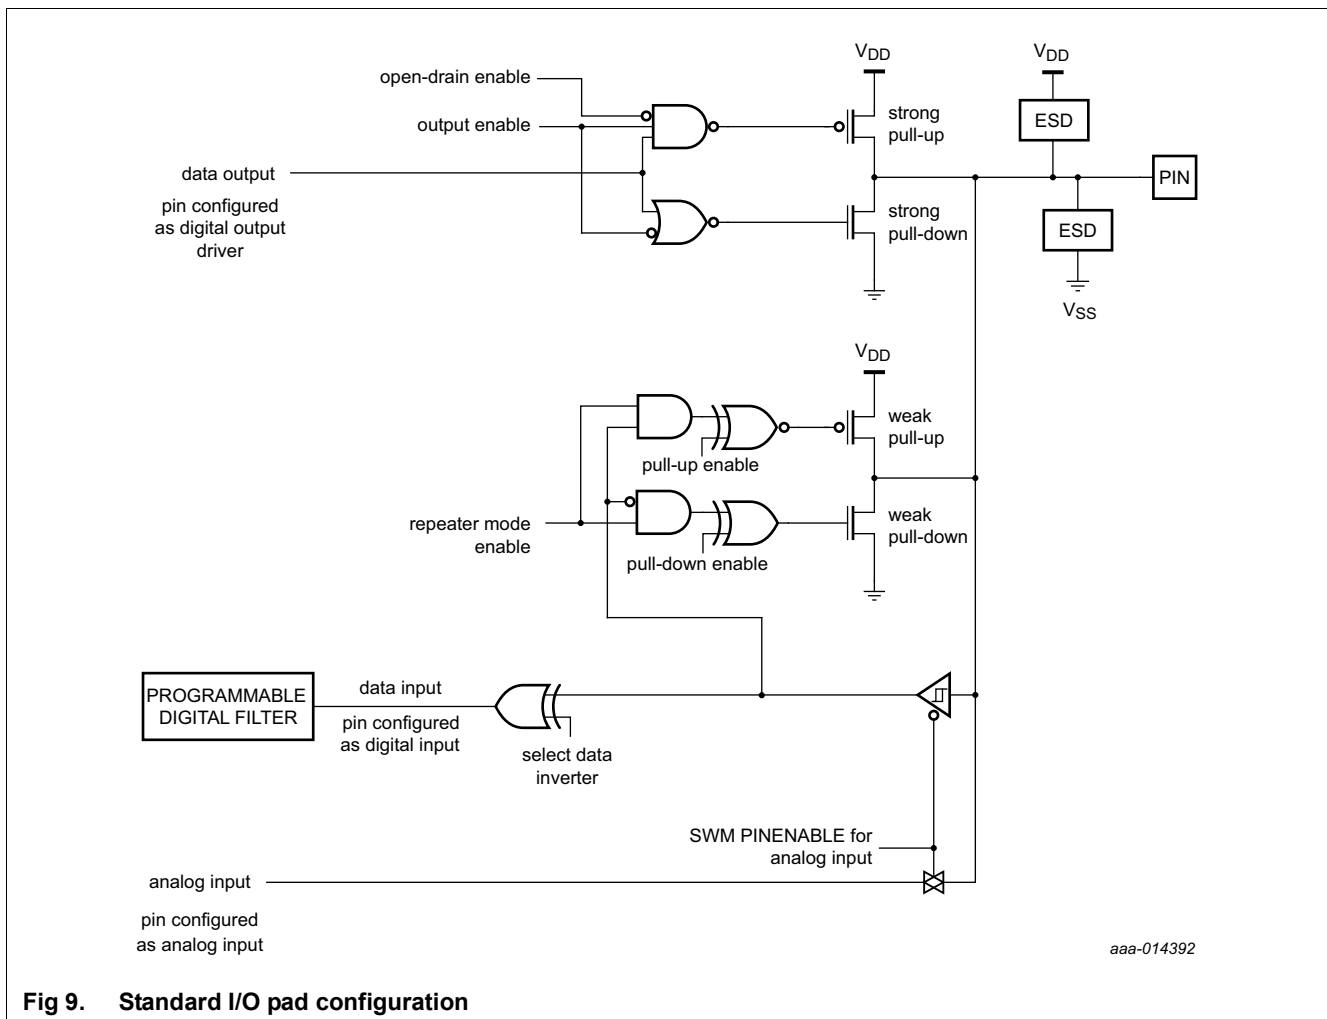 VDD
VDD
open-drain enable
strong
pull-up
ESD
output enable
data output
PIN
pin configured
as digital output
driver
strong
pull-down
ESD
VSS
VDD
weak
pull-up
pull-up enable
repeater mode
enable
weak
pull-down
pull-down enable
PROGRAMMABLE
DIGITAL FILTER
data input
pin configured
as digital input
select data
inverter
SWM PINENABLE for
analog input
analog input
pin configured
as analog input
aaa-014392
Fig 9. Standard I/O pad configuration